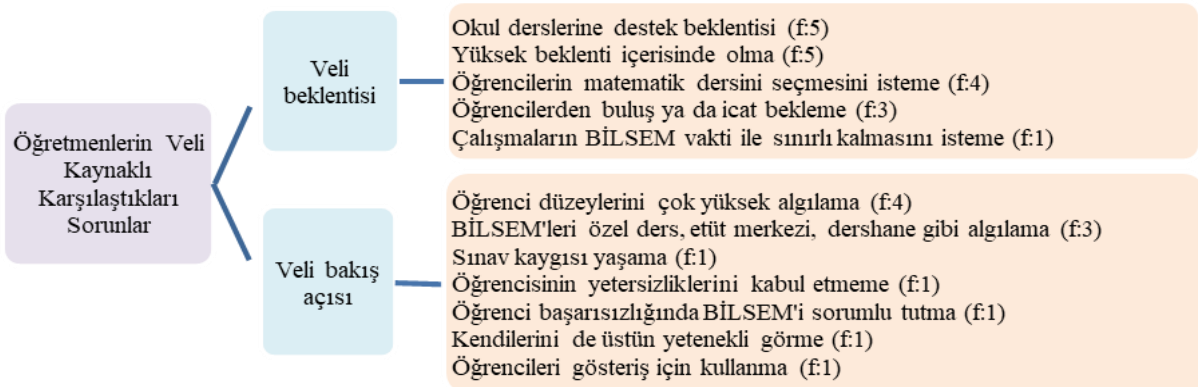 Öğretmenlerin Veli
Kaynaklı
Karşılaştıkları
Sorunlar
Veli
beklentisi
Okul derslerine destek beklentisi (f:5)
Yüksek beklenti içerisinde olma (f:5)
Öğrencilerin matematik dersini seçmesini isteme (f:4)
Öğrencilerden buluş ya da icat bekleme (f:3)
Çalışmaların BİLSEM vakti ile sınırlı kalmasını isteme (f:1)
Veli bakış
açısı
Öğrenci düzeylerini çok yüksek algılama (f:4)
BİLSEM'leri özel ders, etüt merkezi, dershane gibi algılama (f:3)
Sınav kaygısı yaşama (f:1)
Öğrencisinin yetersizliklerini kabul etmeme (f:1)
Öğrenci başarısızlığında BİLSEM'i sorumlu tutma (f:1)
Kendilerini de üstün yetenekli görme (f:1)
Öğrencileri gösteriş için kullanma (f:1)